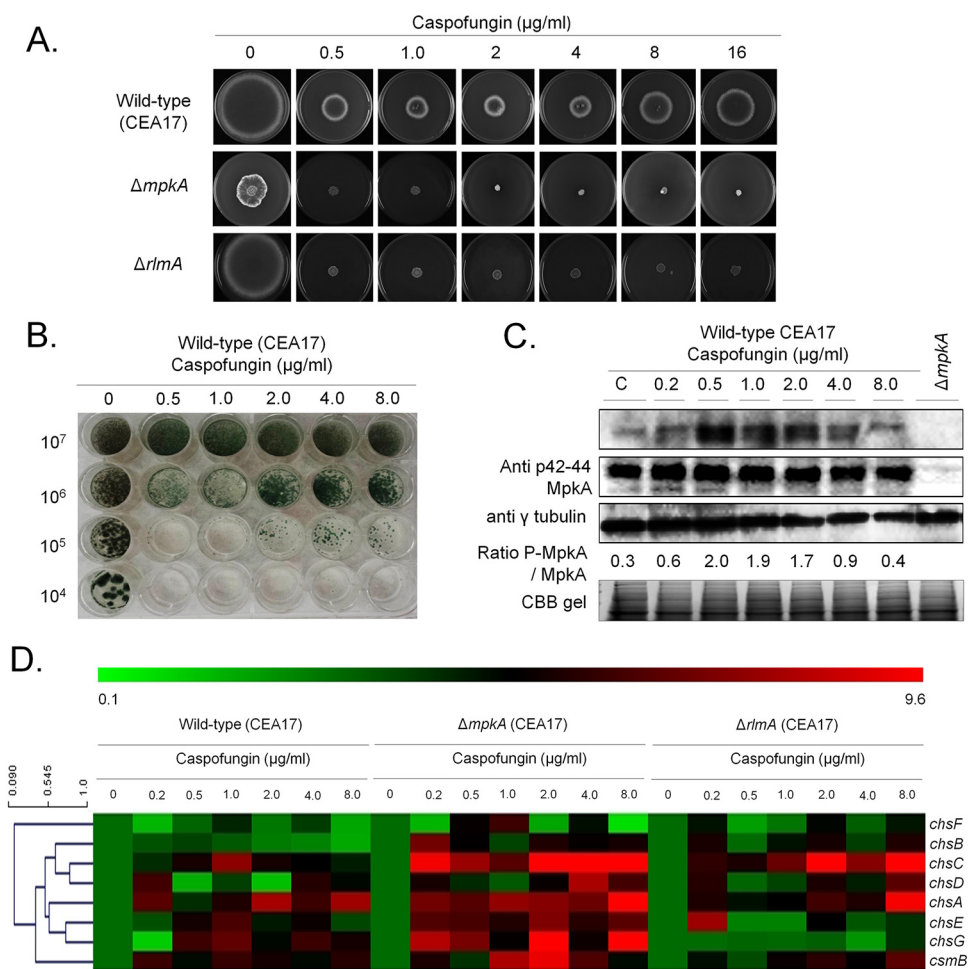 A.
Caspofungin (µg/ml)
0 0.5 1.0 2 4 8 16
Wild-type
(CEA17)
ΔmpkA
ΔrlmA
B.
Wild-type (CEA17)
Caspofungin (µg/ml)
0 0.5 1.0 2.0 4.0 8.0
10⁷
10⁶
10⁵
10⁴
C.
Wild-type CEA17
Caspofungin (µg/ml)
C 0.2 0.5 1.0 2.0 4.0 8.0 ΔmpkA
Anti p42-44
MpkA
anti γ tubulin
Ratio P-MpkA
/ MpkA
0.3 0.6 2.0 1.9 1.7 0.9 0.4
CBB gel
D.
0.1 9.6
Wild-type (CEA17) ΔmpkA (CEA17) ΔrlmA (CEA17)
Caspofungin (µg/ml) Caspofungin (µg/ml) Caspofungin (µg/ml)
0.090 0.545 1.0
0 0.2 0.5 1.0 2.0 4.0 8.0 0 0.2 0.5 1.0 2.0 4.0 8.0 0 0.2 0.5 1.0 2.0 4.0 8.0
chsF
chsB
chsC
chsD
chsA
chsE
chsG
csmB